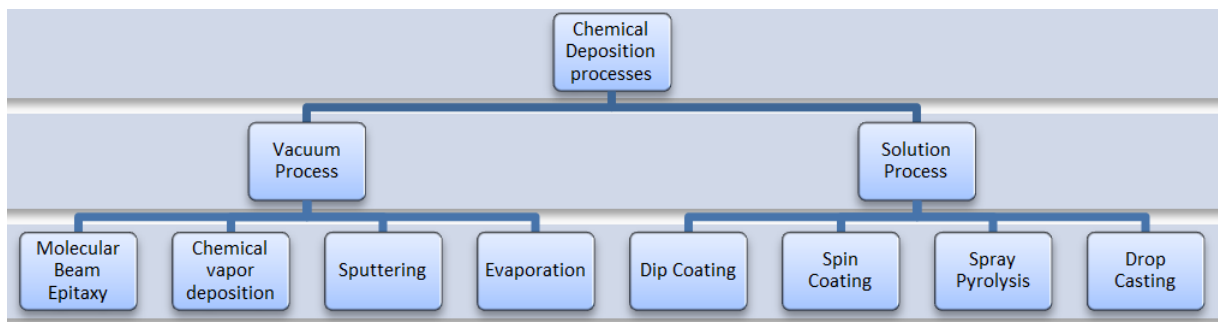 Chemical
Deposition
processes
Vacuum
Process
Solution
Process
Molecular
Beam
Epitaxy
Chemical
vapor
deposition
Sputtering
Evaporation
Dip Coating
Spin
Coating
Spray
Pyrolysis
Drop
Casting